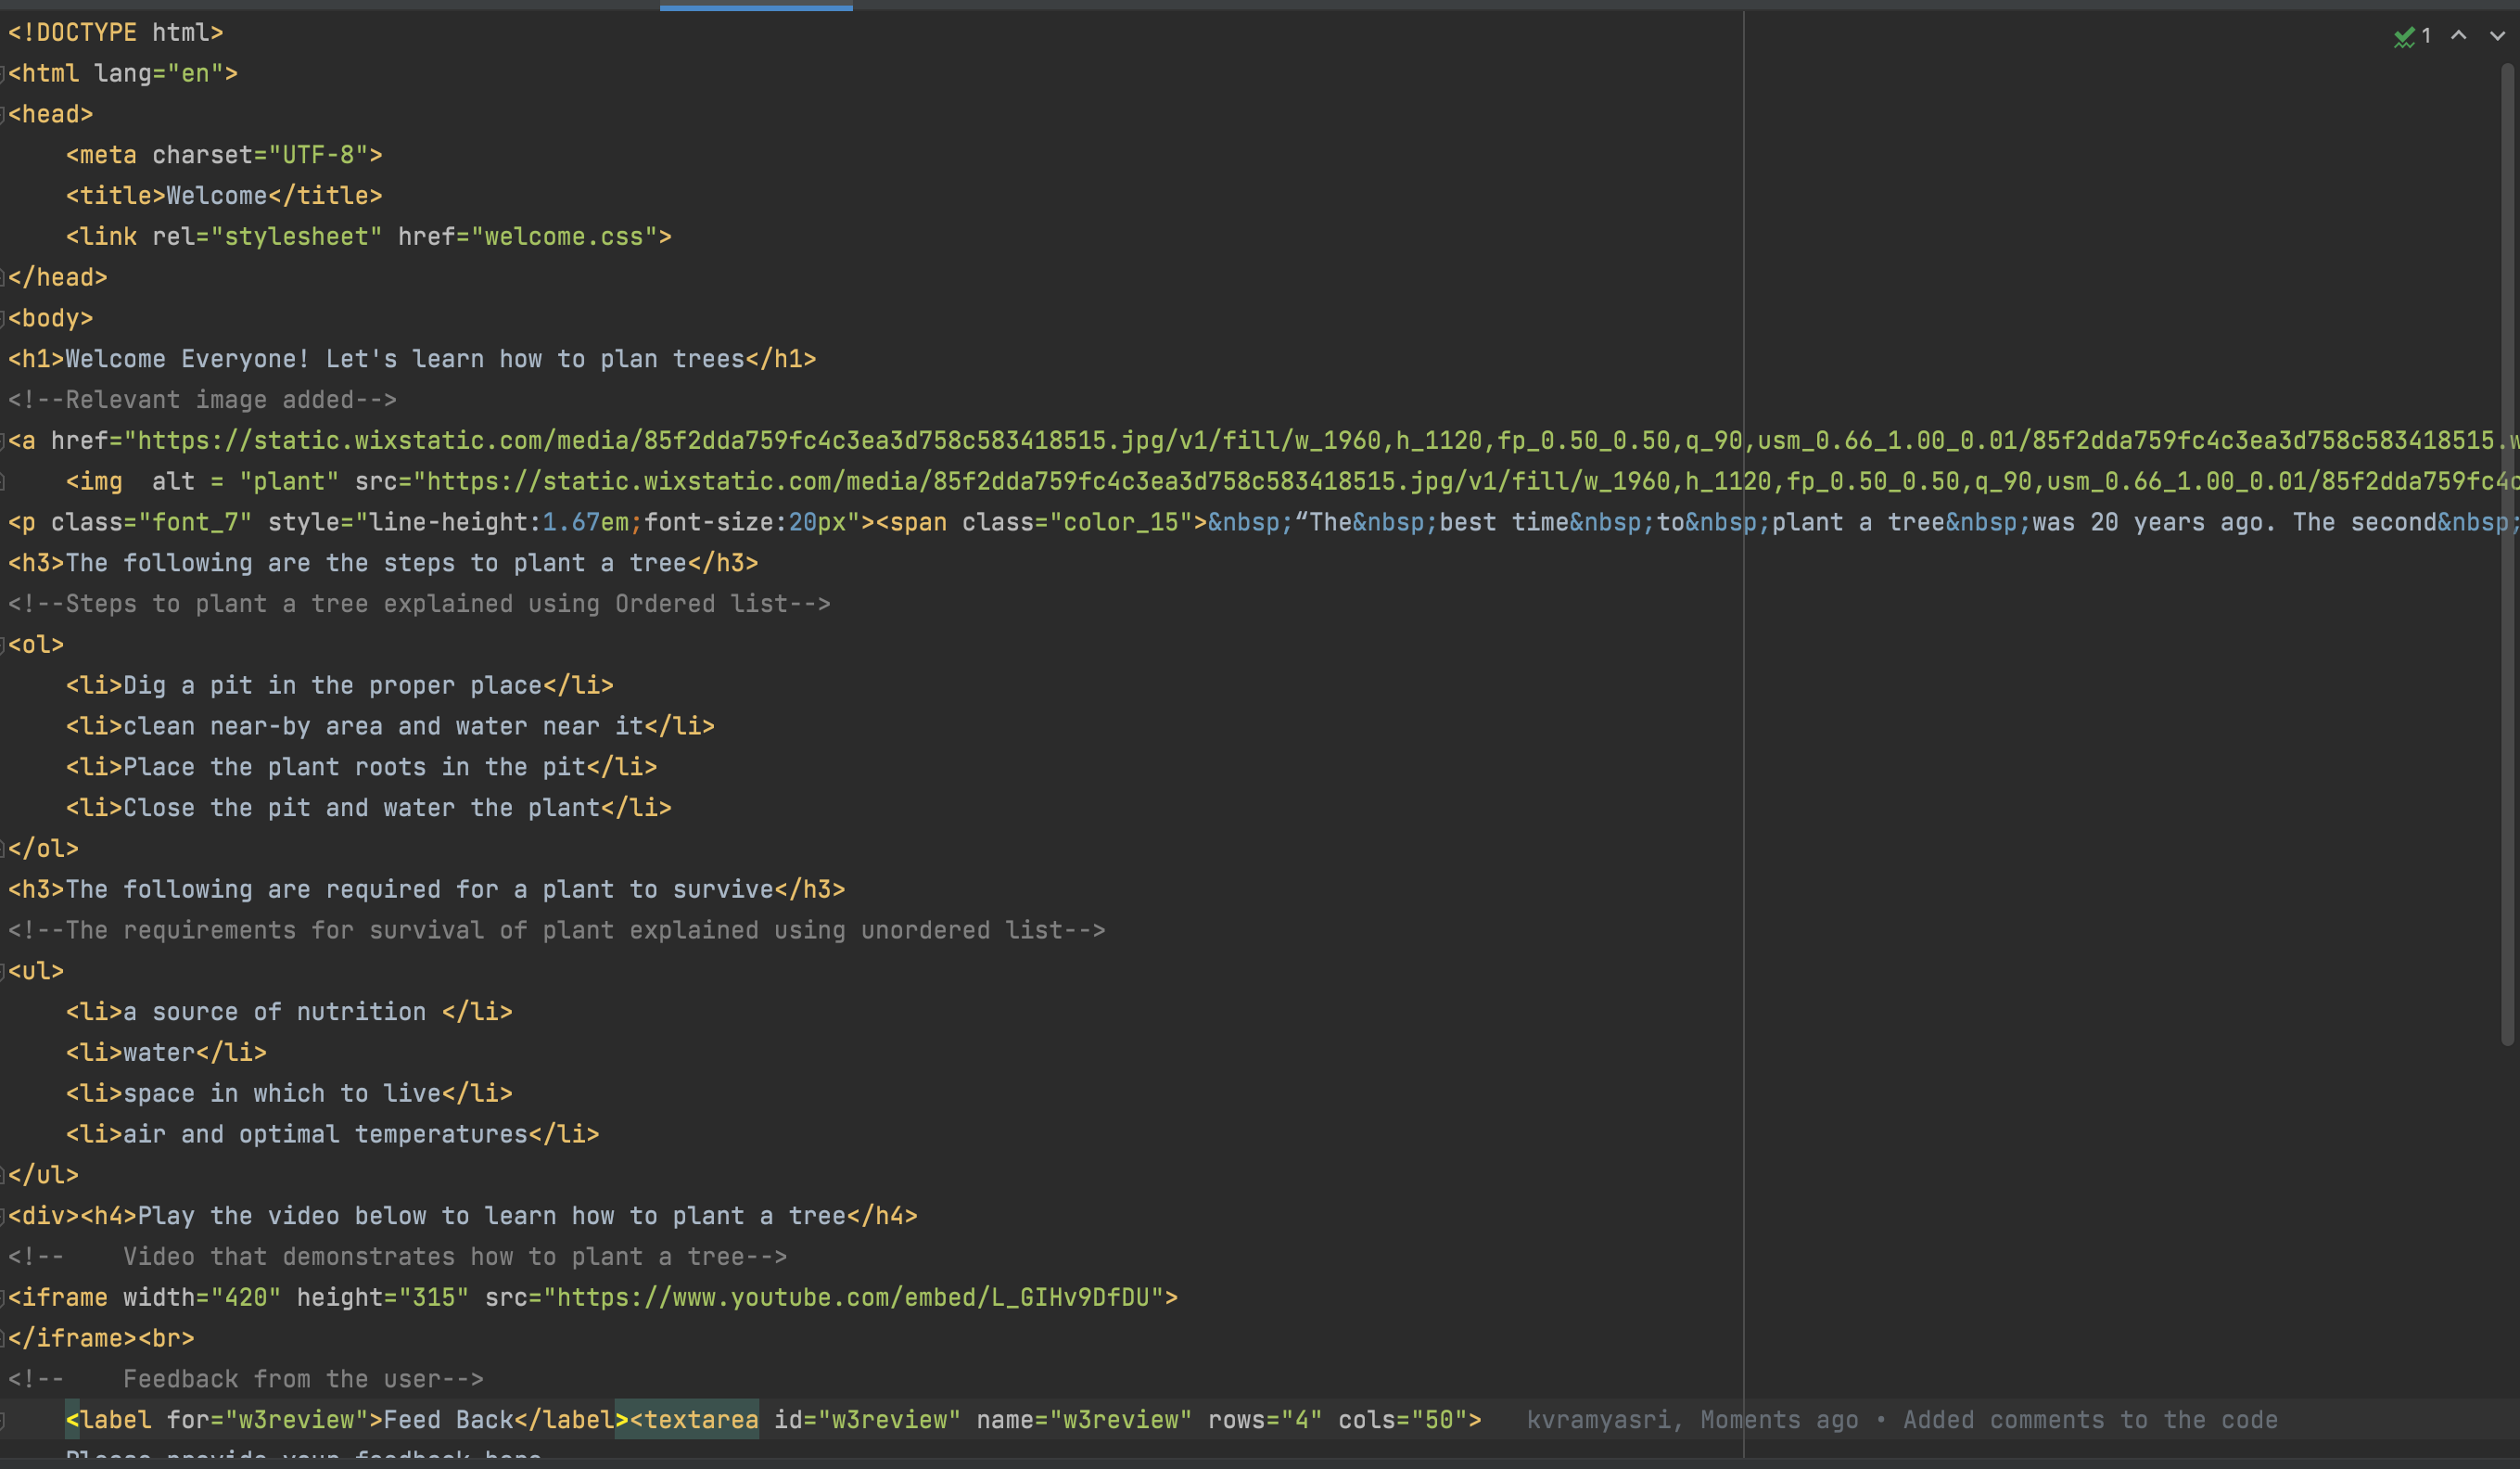 <!DOCTYPE html>
1
<html lang="en">
<head>
    <meta charset="UTF-8">
    <title>Welcome</title>
    <link rel="stylesheet" href="welcome.css">
</head>
<body>
<h1>Welcome Everyone! Let's learn how to plan trees</h1>
<!--Relevant image added-->
<a href="https://static.wixstatic.com/media/85f2dda759fc4c3ea3d758c583418515.jpg/v1/fill/w_1960,h_1120,fp_0.50_0.50,q_90,usm_0.66_1.00_0.01/85f2dda759fc4c3ea3d758c583418515.w
    <img  alt = "plant" src="https://static.wixstatic.com/media/85f2dda759fc4c3ea3d758c583418515.jpg/v1/fill/w_1960,h_1120,fp_0.50_0.50,q_90,usm_0.66_1.00_0.01/85f2dda759fc4c
<p class="font_7" style="line-height:1.67em;font-size:20px"><span class="color_15">&nbsp;“The&nbsp;best time&nbsp;to&nbsp;plant a tree&nbsp;was 20 years ago. The second&nbsp;
<h3>The following are the steps to plant a tree</h3>
<!--Steps to plant a tree explained using Ordered list-->
<ol>
    <li>Dig a pit in the proper place</li>
    <li>clean near-by area and water near it</li>
    <li>Place the plant roots in the pit</li>
    <li>Close the pit and water the plant</li>
</ol>
<h3>The following are required for a plant to survive</h3>
<!--The requirements for survival of plant explained using unordered list-->
<ul>
    <li>a source of nutrition </li>
    <li>water</li>
    <li>space in which to live</li>
    <li>air and optimal temperatures</li>
</ul>
<div><h4>Play the video below to learn how to plant a tree</h4>
<!--    Video that demonstrates how to plant a tree-->
<iframe width="420" height="315" src="https://www.youtube.com/embed/L_GIHv9DfDU">
</iframe><br>
<!--    Feedback from the user-->
    <label for="w3review">Feed Back</label><textarea id="w3review" name="w3review" rows="4" cols="50">   kvramyasri, Moments ago • Added comments to the code
    Please provide your feedback here